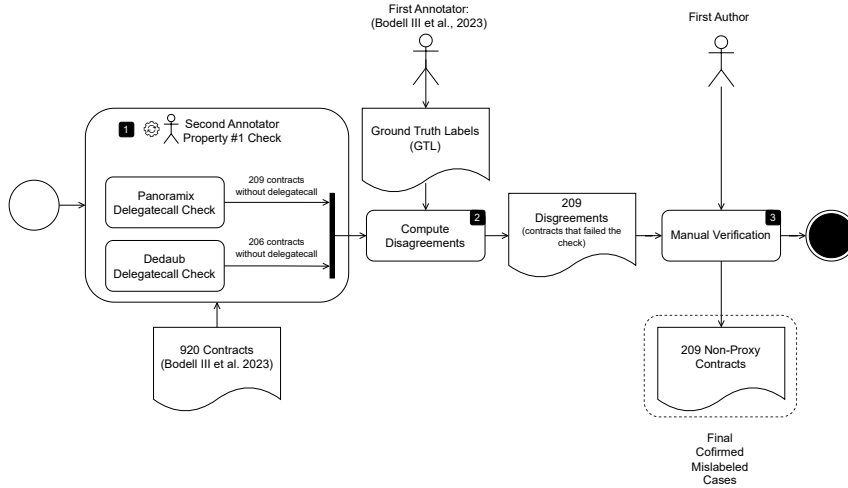 First Annotator:
(Bodell III et al., 2023)
First Author
1
Second Annotator
Property #1 Check
Ground Truth Labels
(GTL)
Panoramix
Delegatecall Check
209 contracts
without delegatecall
Dedaub
Delegatecall Check
206 contracts
without delegatecall
2
Compute
Disagreements
209
Disgreements
(contracts that failed the
check)
3
Manual Verification
920 Contracts
(Bodell III et al. 2023)
209 Non-Proxy
Contracts
Final
Cofirmed
Mislabeled
Cases